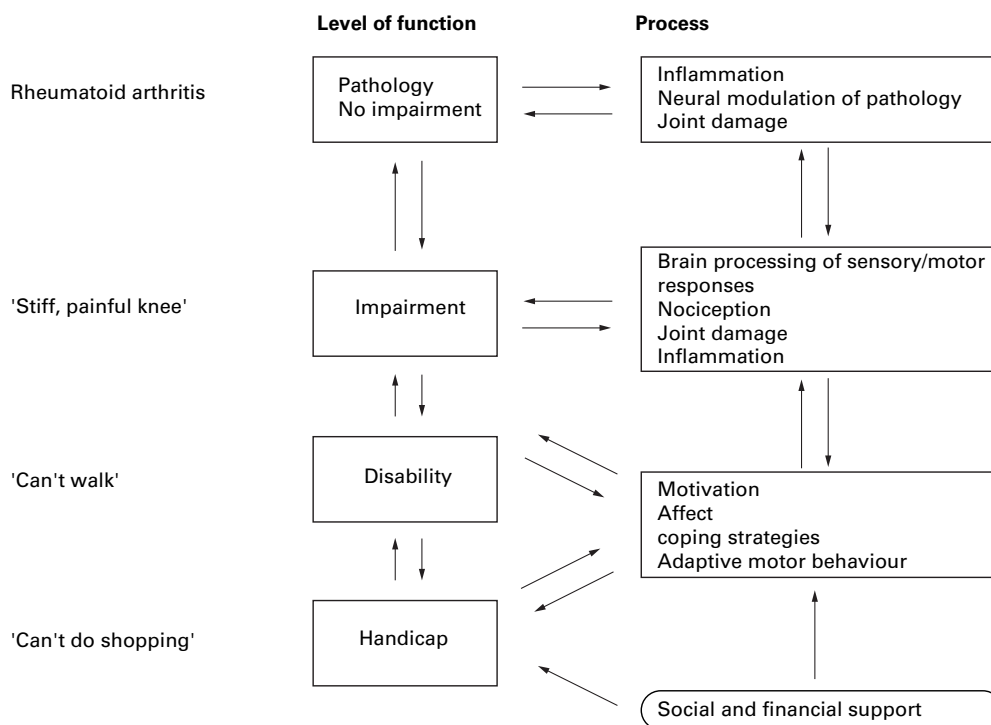 Level of function
Process
Rheumatoid arthritis
Pathology
No impairment
Inflammation
Neural modulation of pathology
Joint damage
'Stiff, painful knee'
Impairment
Brain processing of sensory/motor
responses
Nociception
Joint damage
Inflammation
'Can't walk'
Disability
Motivation
Affect
coping strategies
Adaptive motor behaviour
'Can't do shopping'
Handicap
Social and financial support